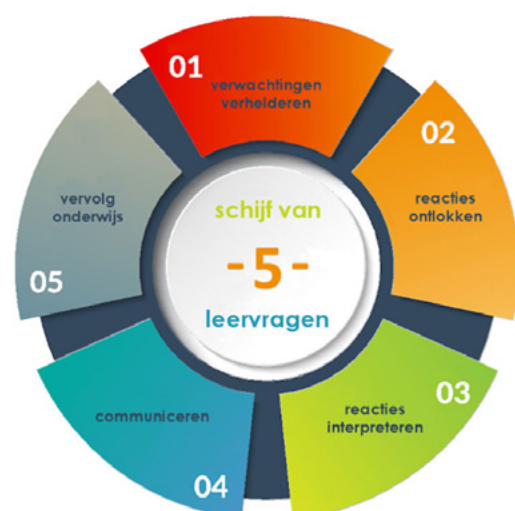 01
verwachtingen
verhelderen
02
reacties
ontlokken
03
reacties
interpreteren
04
communiceren
05
vervolg
onderwijs
schijf van
-5-
leervragen